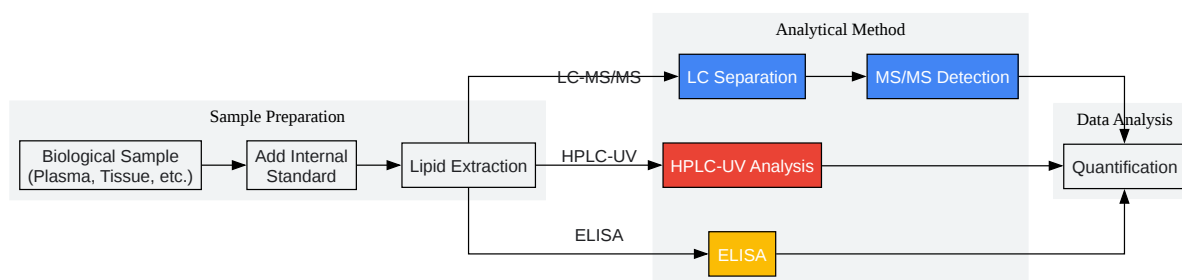 Analytical Method
LC-MS/MS
LC Separation
MS/MS Detection
Sample Preparation
Data Analysis
Biological Sample
(Plasma, Tissue, etc.)
Add Internal
Standard
Lipid Extraction
HPLC-UV
HPLC-UV Analysis
Quantification
ELISA
ELISA